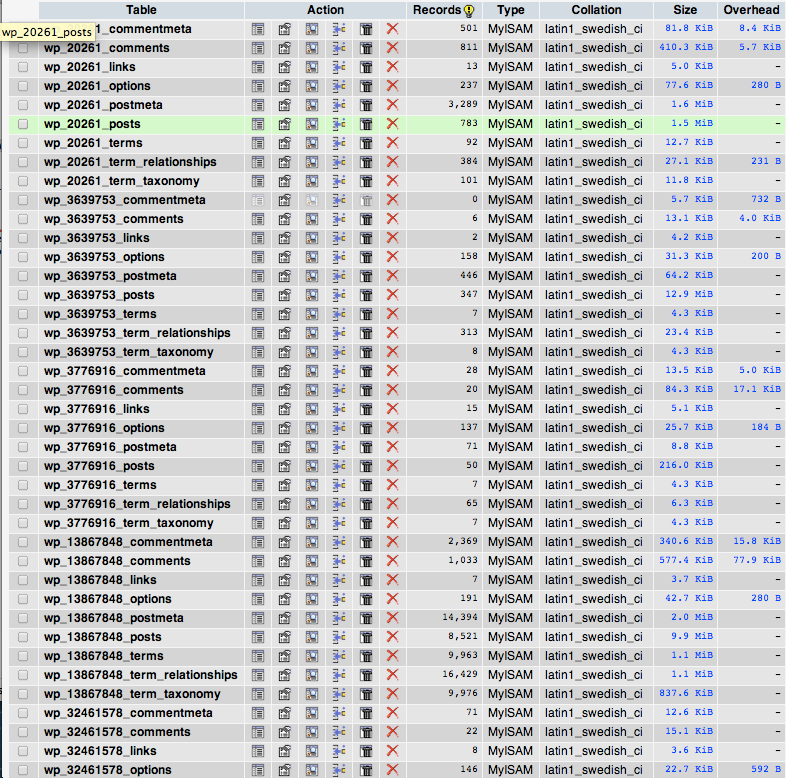 Table Action Records Type Collation Size Overhead
wp_20261_posts
_commentmeta 501 MyISAM latin1_swedish_ci 81.8 KiB 8.4 KiB
wp_20261_comments 811 MyISAM latin1_swedish_ci 410.3 KiB 5.7 KiB
wp_20261_links 13 MyISAM latin1_swedish_ci 5.0 KiB -
wp_20261_options 237 MyISAM latin1_swedish_ci 77.6 KiB 280 B
wp_20261_postmeta 3,289 MyISAM latin1_swedish_ci 1.6 MiB -
wp_20261_posts 783 MyISAM latin1_swedish_ci 1.5 MiB -
wp_20261_terms 92 MyISAM latin1_swedish_ci 12.7 KiB -
wp_20261_term_relationships 384 MyISAM latin1_swedish_ci 27.1 KiB 231 B
wp_20261_term_taxonomy 101 MyISAM latin1_swedish_ci 11.8 KiB -
wp_3639753_commentmeta 0 MyISAM latin1_swedish_ci 5.7 KiB 732 B
wp_3639753_comments 6 MyISAM latin1_swedish_ci 13.1 KiB 4.0 KiB
wp_3639753_links 2 MyISAM latin1_swedish_ci 4.2 KiB -
wp_3639753_options 158 MyISAM latin1_swedish_ci 31.3 KiB 200 B
wp_3639753_postmeta 446 MyISAM latin1_swedish_ci 64.2 KiB -
wp_3639753_posts 347 MyISAM latin1_swedish_ci 12.9 MiB -
wp_3639753_terms 7 MyISAM latin1_swedish_ci 4.3 KiB -
wp_3639753_term_relationships 313 MyISAM latin1_swedish_ci 23.4 KiB -
wp_3639753_term_taxonomy 8 MyISAM latin1_swedish_ci 4.3 KiB -
wp_3776916_commentmeta 28 MyISAM latin1_swedish_ci 13.5 KiB 5.0 KiB
wp_3776916_comments 20 MyISAM latin1_swedish_ci 84.3 KiB 17.1 KiB
wp_3776916_links 15 MyISAM latin1_swedish_ci 5.1 KiB -
wp_3776916_options 137 MyISAM latin1_swedish_ci 25.7 KiB 184 B
wp_3776916_postmeta 71 MyISAM latin1_swedish_ci 8.8 KiB -
wp_3776916_posts 50 MyISAM latin1_swedish_ci 216.0 KiB -
wp_3776916_terms 7 MyISAM latin1_swedish_ci 4.3 KiB -
wp_3776916_term_relationships 65 MyISAM latin1_swedish_ci 6.3 KiB -
wp_3776916_term_taxonomy 7 MyISAM latin1_swedish_ci 4.3 KiB -
wp_13867848_commentmeta 2,369 MyISAM latin1_swedish_ci 340.6 KiB 15.8 KiB
wp_13867848_comments 1,033 MyISAM latin1_swedish_ci 577.4 KiB 77.9 KiB
wp_13867848_links 7 MyISAM latin1_swedish_ci 3.7 KiB -
wp_13867848_options 191 MyISAM latin1_swedish_ci 42.7 KiB 280 B
wp_13867848_postmeta 14,394 MyISAM latin1_swedish_ci 2.0 MiB -
wp_13867848_posts 8,521 MyISAM latin1_swedish_ci 9.9 MiB -
wp_13867848_terms 9,963 MyISAM latin1_swedish_ci 1.1 MiB -
wp_13867848_term_relationships 16,429 MyISAM latin1_swedish_ci 1.1 MiB -
wp_13867848_term_taxonomy 9,976 MyISAM latin1_swedish_ci 837.6 KiB -
wp_32461578_commentmeta 71 MyISAM latin1_swedish_ci 12.6 KiB -
wp_32461578_comments 22 MyISAM latin1_swedish_ci 15.1 KiB -
wp_32461578_links 8 MyISAM latin1_swedish_ci 3.6 KiB -
wp_32461578_options 146 MyISAM latin1_swedish_ci 22.7 KiB 592 B